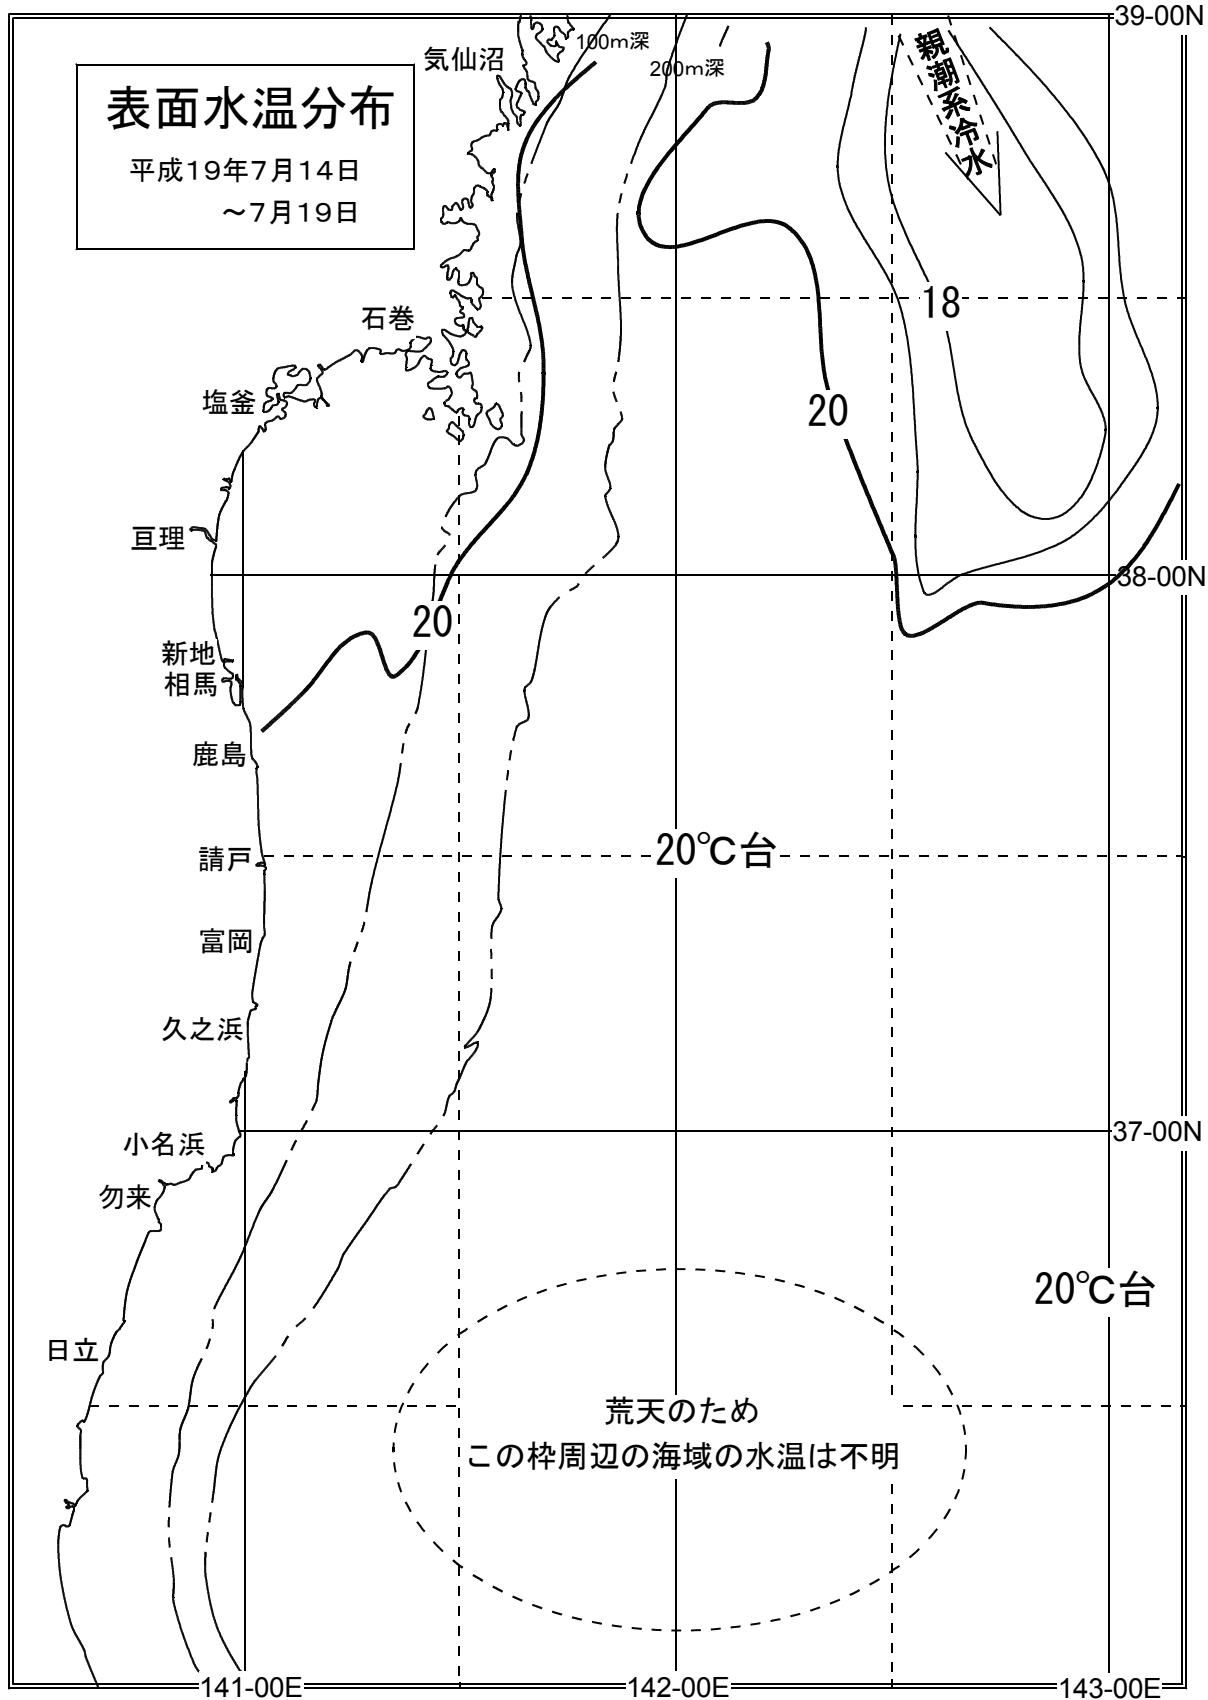 39-00N
100m深
気仙沼
200m深
親潮系冷水
表面水温分布
平成19年7月14日
～7月19日
18
石巻
20
塩釜
亘理
38-00N
20
新地
相馬
鹿島
20℃台
請戸
富岡
久之浜
37-00N
小名浜
勿来
20℃台
日立
荒天のため
この枠周辺の海域の水温は不明
141-00E
142-00E
143-00E